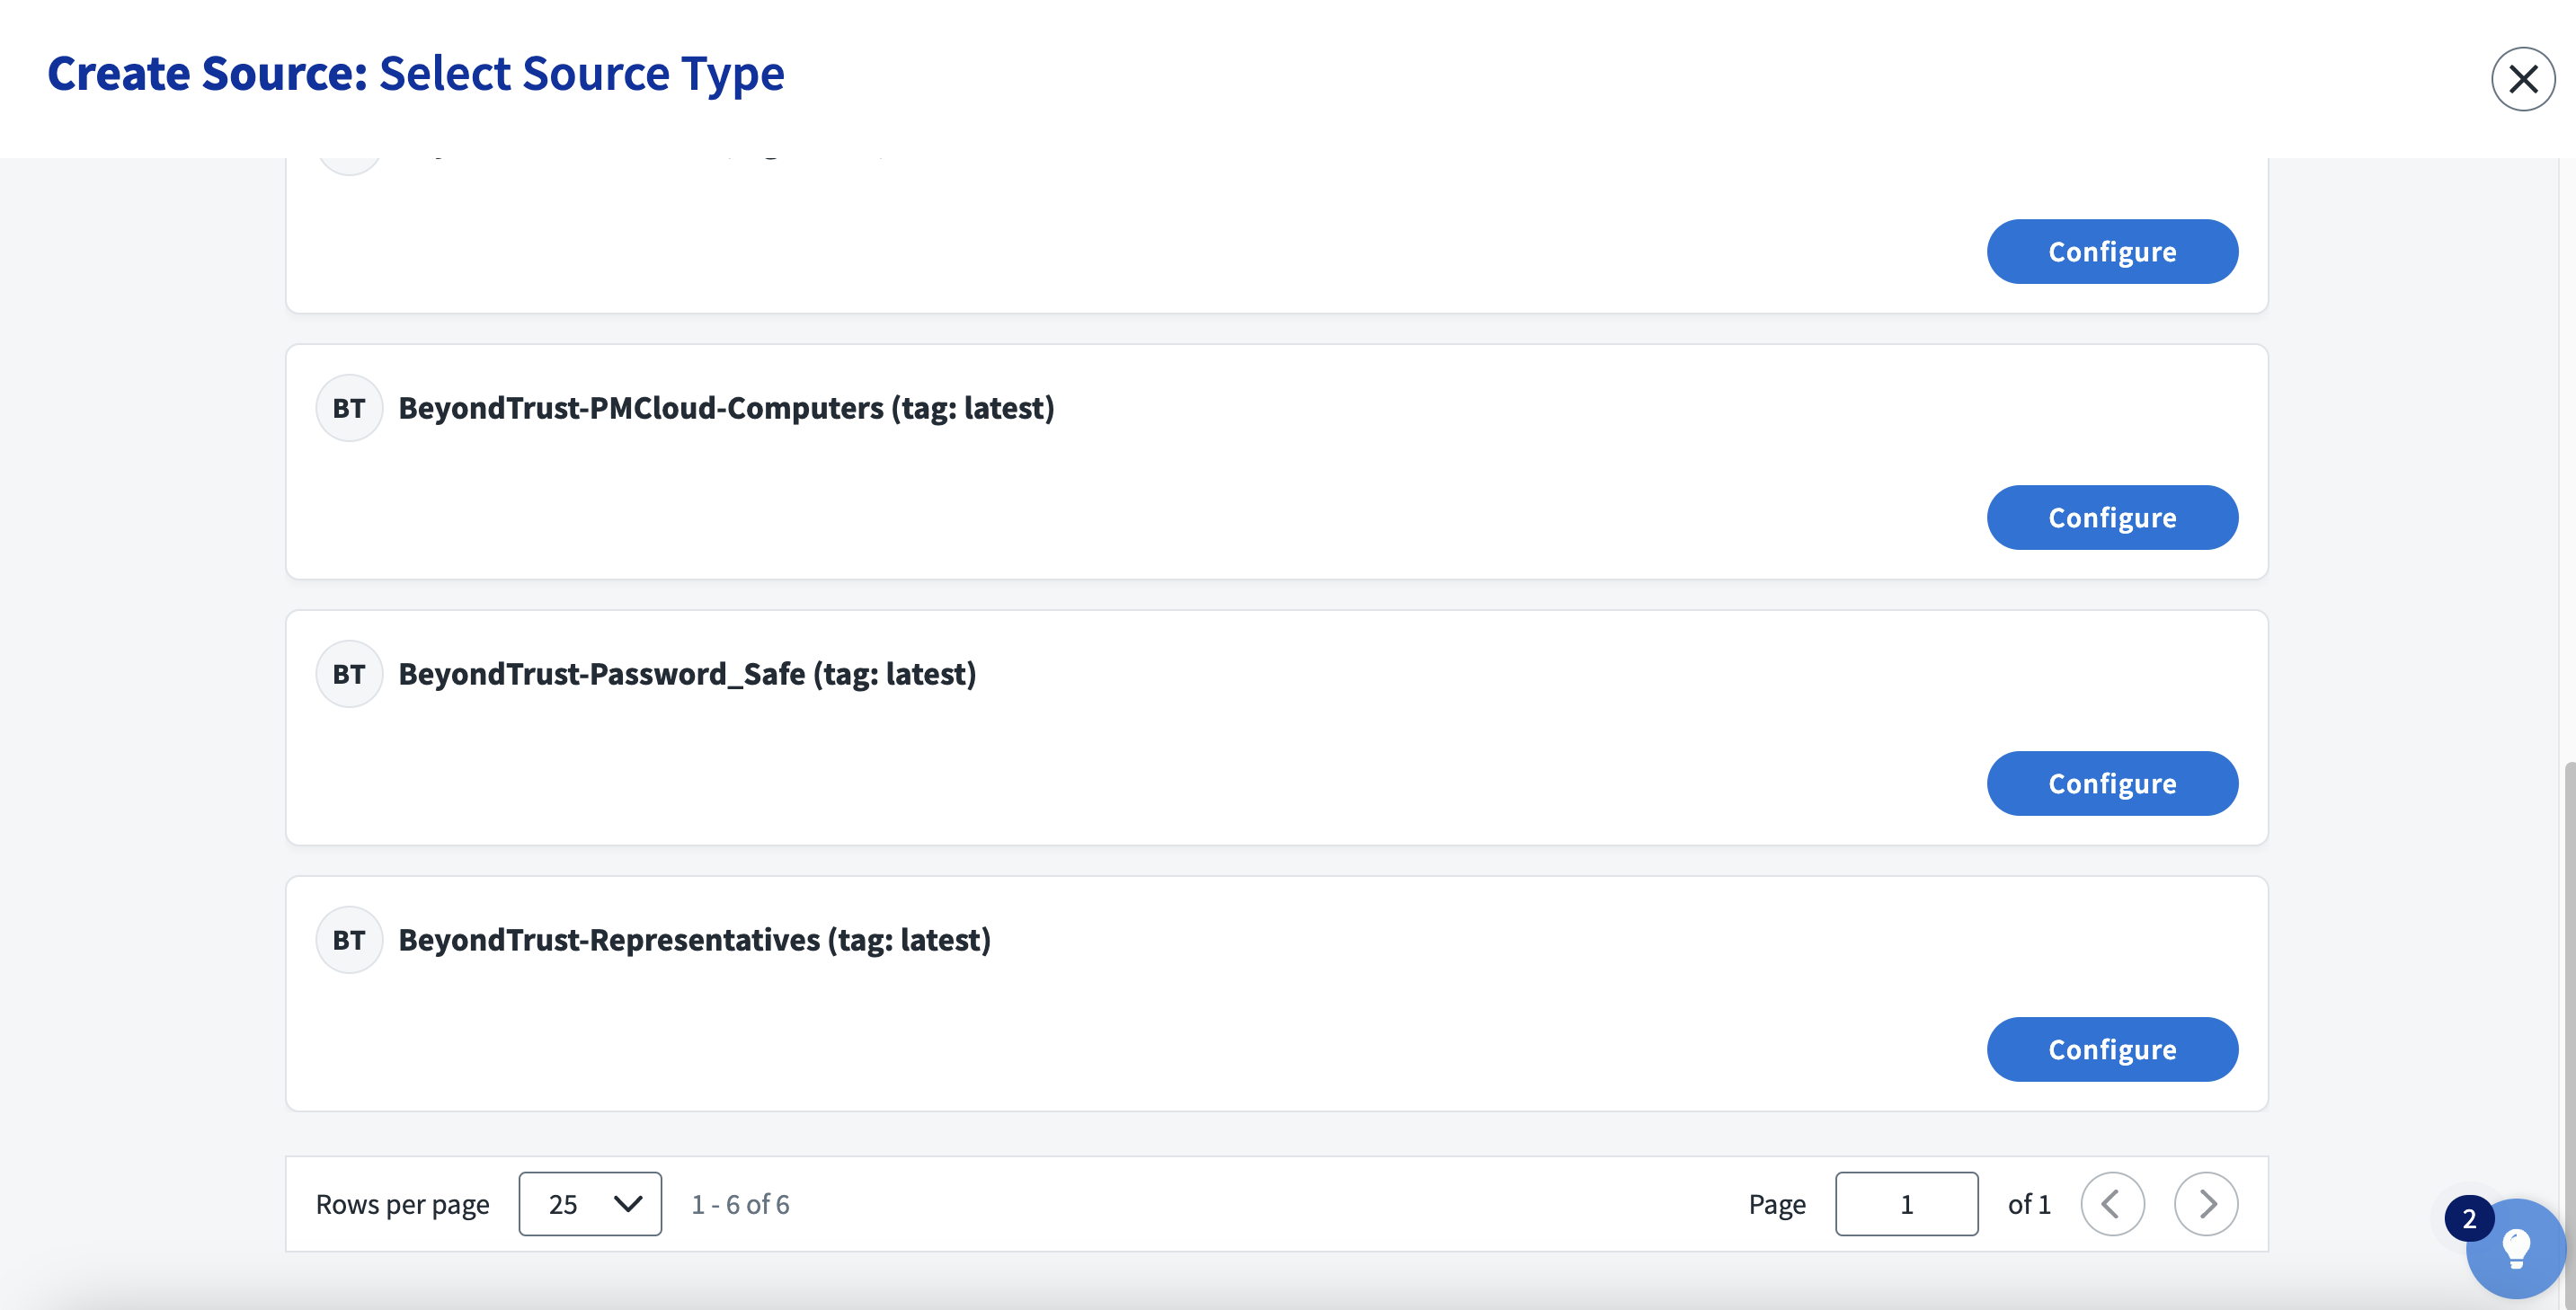 Create Source: Select Source Type
Configure
BT BeyondTrust-PMCloud-Computers (tag: latest)
Configure
BT BeyondTrust-Password_Safe (tag: latest)
Configure
BT BeyondTrust-Representatives (tag: latest)
Configure
Rows per page 25 1 - 6 of 6 Page 1 of 1
2